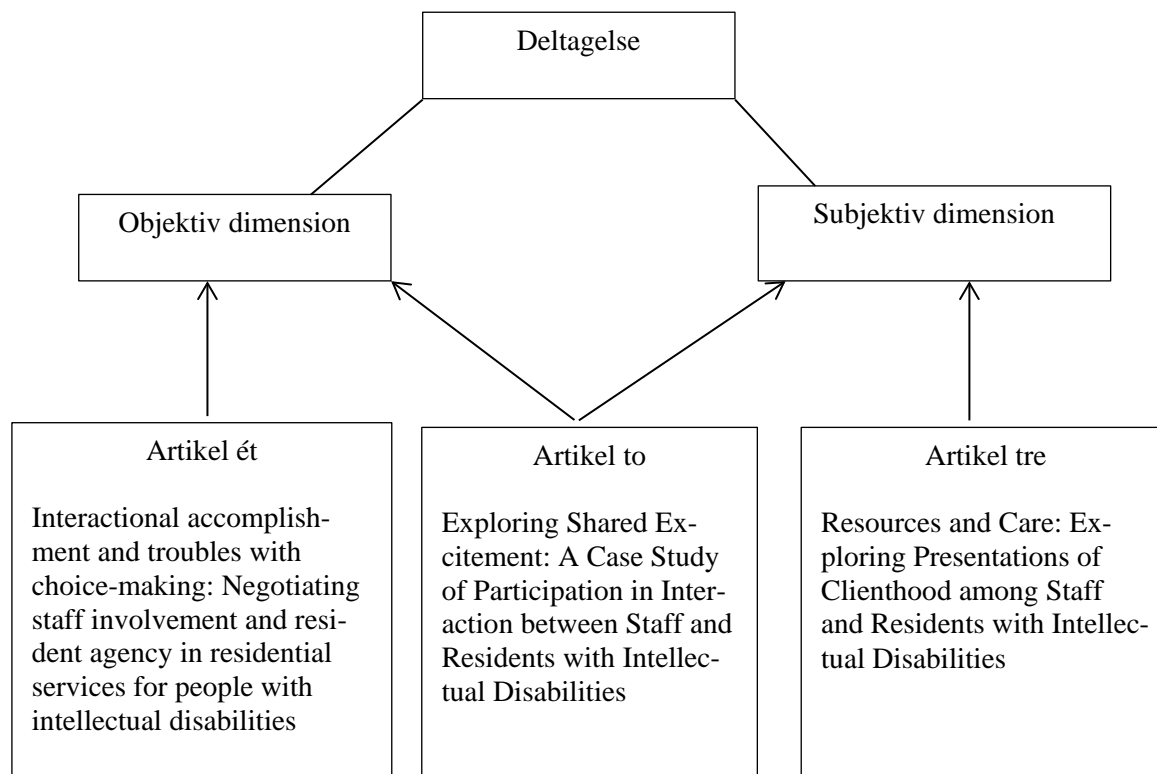 Deltagelse
Objektiv dimension
Subjektiv dimension
Artikel ét
Interactional accomplish-
ment and troubles with
choice-making: Negotiating
staff involvement and resi-
dent agency in residential
services for people with
intellectual disabilities
Artikel to
Exploring Shared Ex-
citement: A Case Study
of Participation in Inter-
action between Staff and
Residents with Intellec-
tual Disabilities
Artikel tre
Resources and Care: Ex-
ploring Presentations of
Clienthood among Staff
and Residents with Intellec-
tual Disabilities